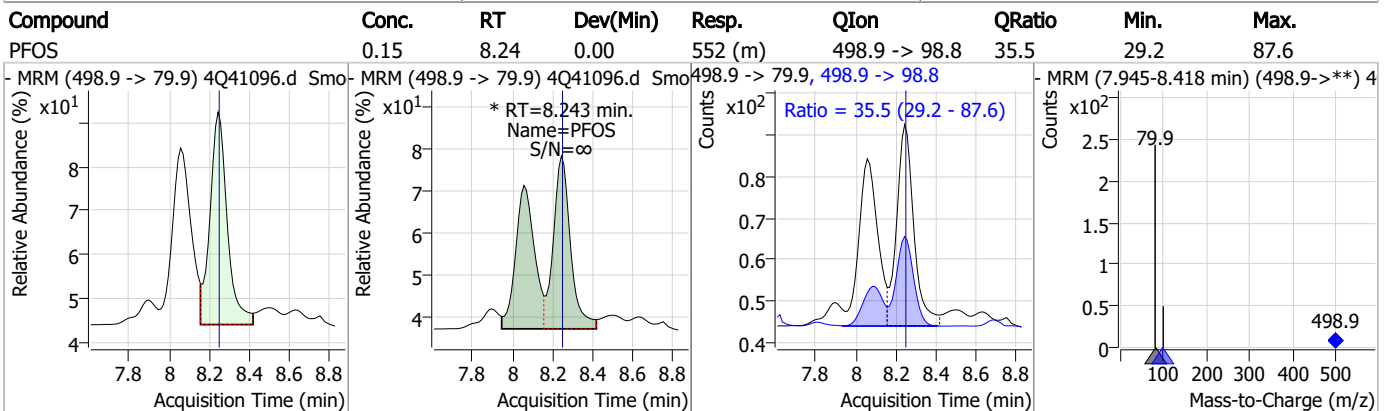 Compound Conc. RT Dev(Min) Resp. QIon QRatio Min. Max.
PFOS 0.15 8.24 0.00 552 (m) 498.9 -> 98.8 35.5 29.2 87.6
- MRM (498.9 -> 79.9) 4Q41096.d Smo
x10¹
Relative Abundance (%)
8
7
6
5
4
7.8 8 8.2 8.4 8.6 8.8
Acquisition Time (min)
- MRM (498.9 -> 79.9) 4Q41096.d Smo
x10¹
* RT=8.243 min.
Name=PFOS
S/N=∞
Relative Abundance (%)
8
7
6
5
4
7.8 8 8.2 8.4 8.6 8.8
Acquisition Time (min)
498.9 -> 79.9, 498.9 -> 98.8
x10²
Ratio = 35.5 (29.2 - 87.6)
Counts
0.8
0.7
0.6
0.5
0.4
7.8 8 8.2 8.4 8.6 8.8
Acquisition Time (min)
- MRM (7.945-8.418 min) (498.9->**) 4
x10²
Counts
79.9
498.9
2.5
2
1.5
1
0.5
0
100 200 300 400 500
Mass-to-Charge (m/z)